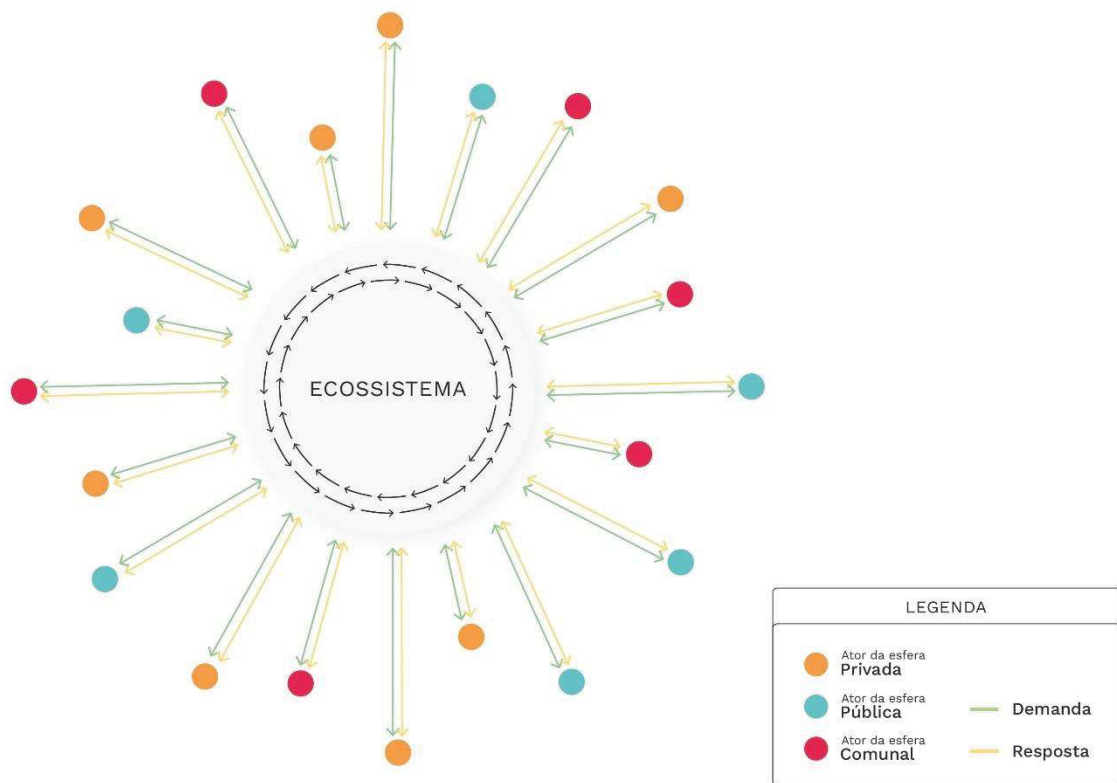 ECOSSISTEMA
LEGENDA
Ator da esfera
Privada
Ator da esfera
Pública
Demanda
Ator da esfera
Comunal
Resposta